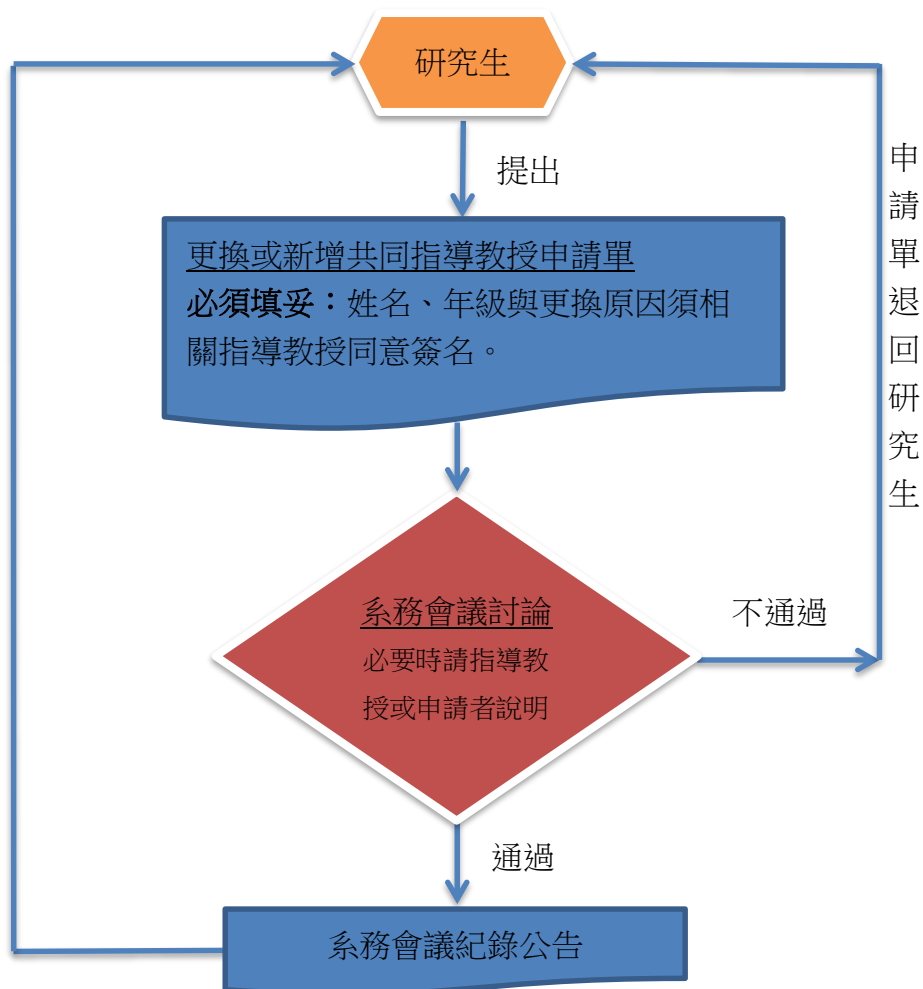 研究生
提出
更換或新增共同指導教授申請單
必須填妥：姓名、年級與更換原因須相
關指導教授同意簽名。
系務會議討論
必要時請指導教
授或申請者說明
不通過
申請單退回研究生
通過
系務會議紀錄公告